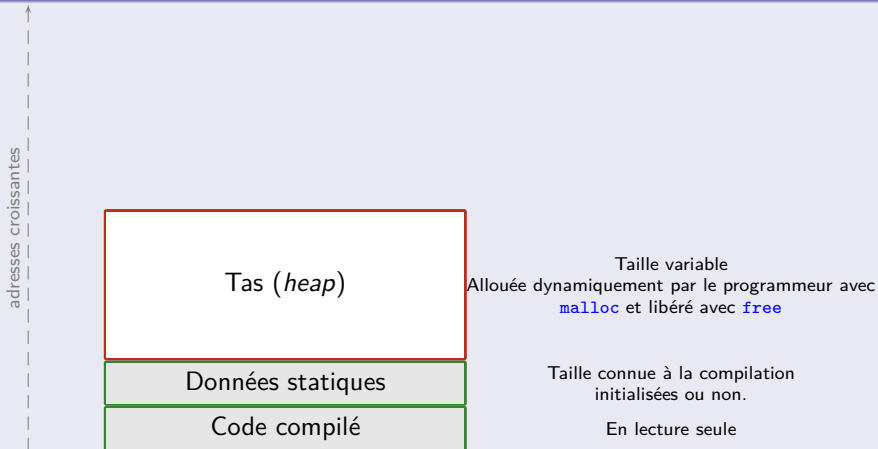 adresses croissantes
Tas (heap)
Taille variable
Allouée dynamiquement par le programmeur avec
malloc et libéré avec free
Données statiques
Taille connue à la compilation
initialisées ou non.
Code compilé
En lecture seule